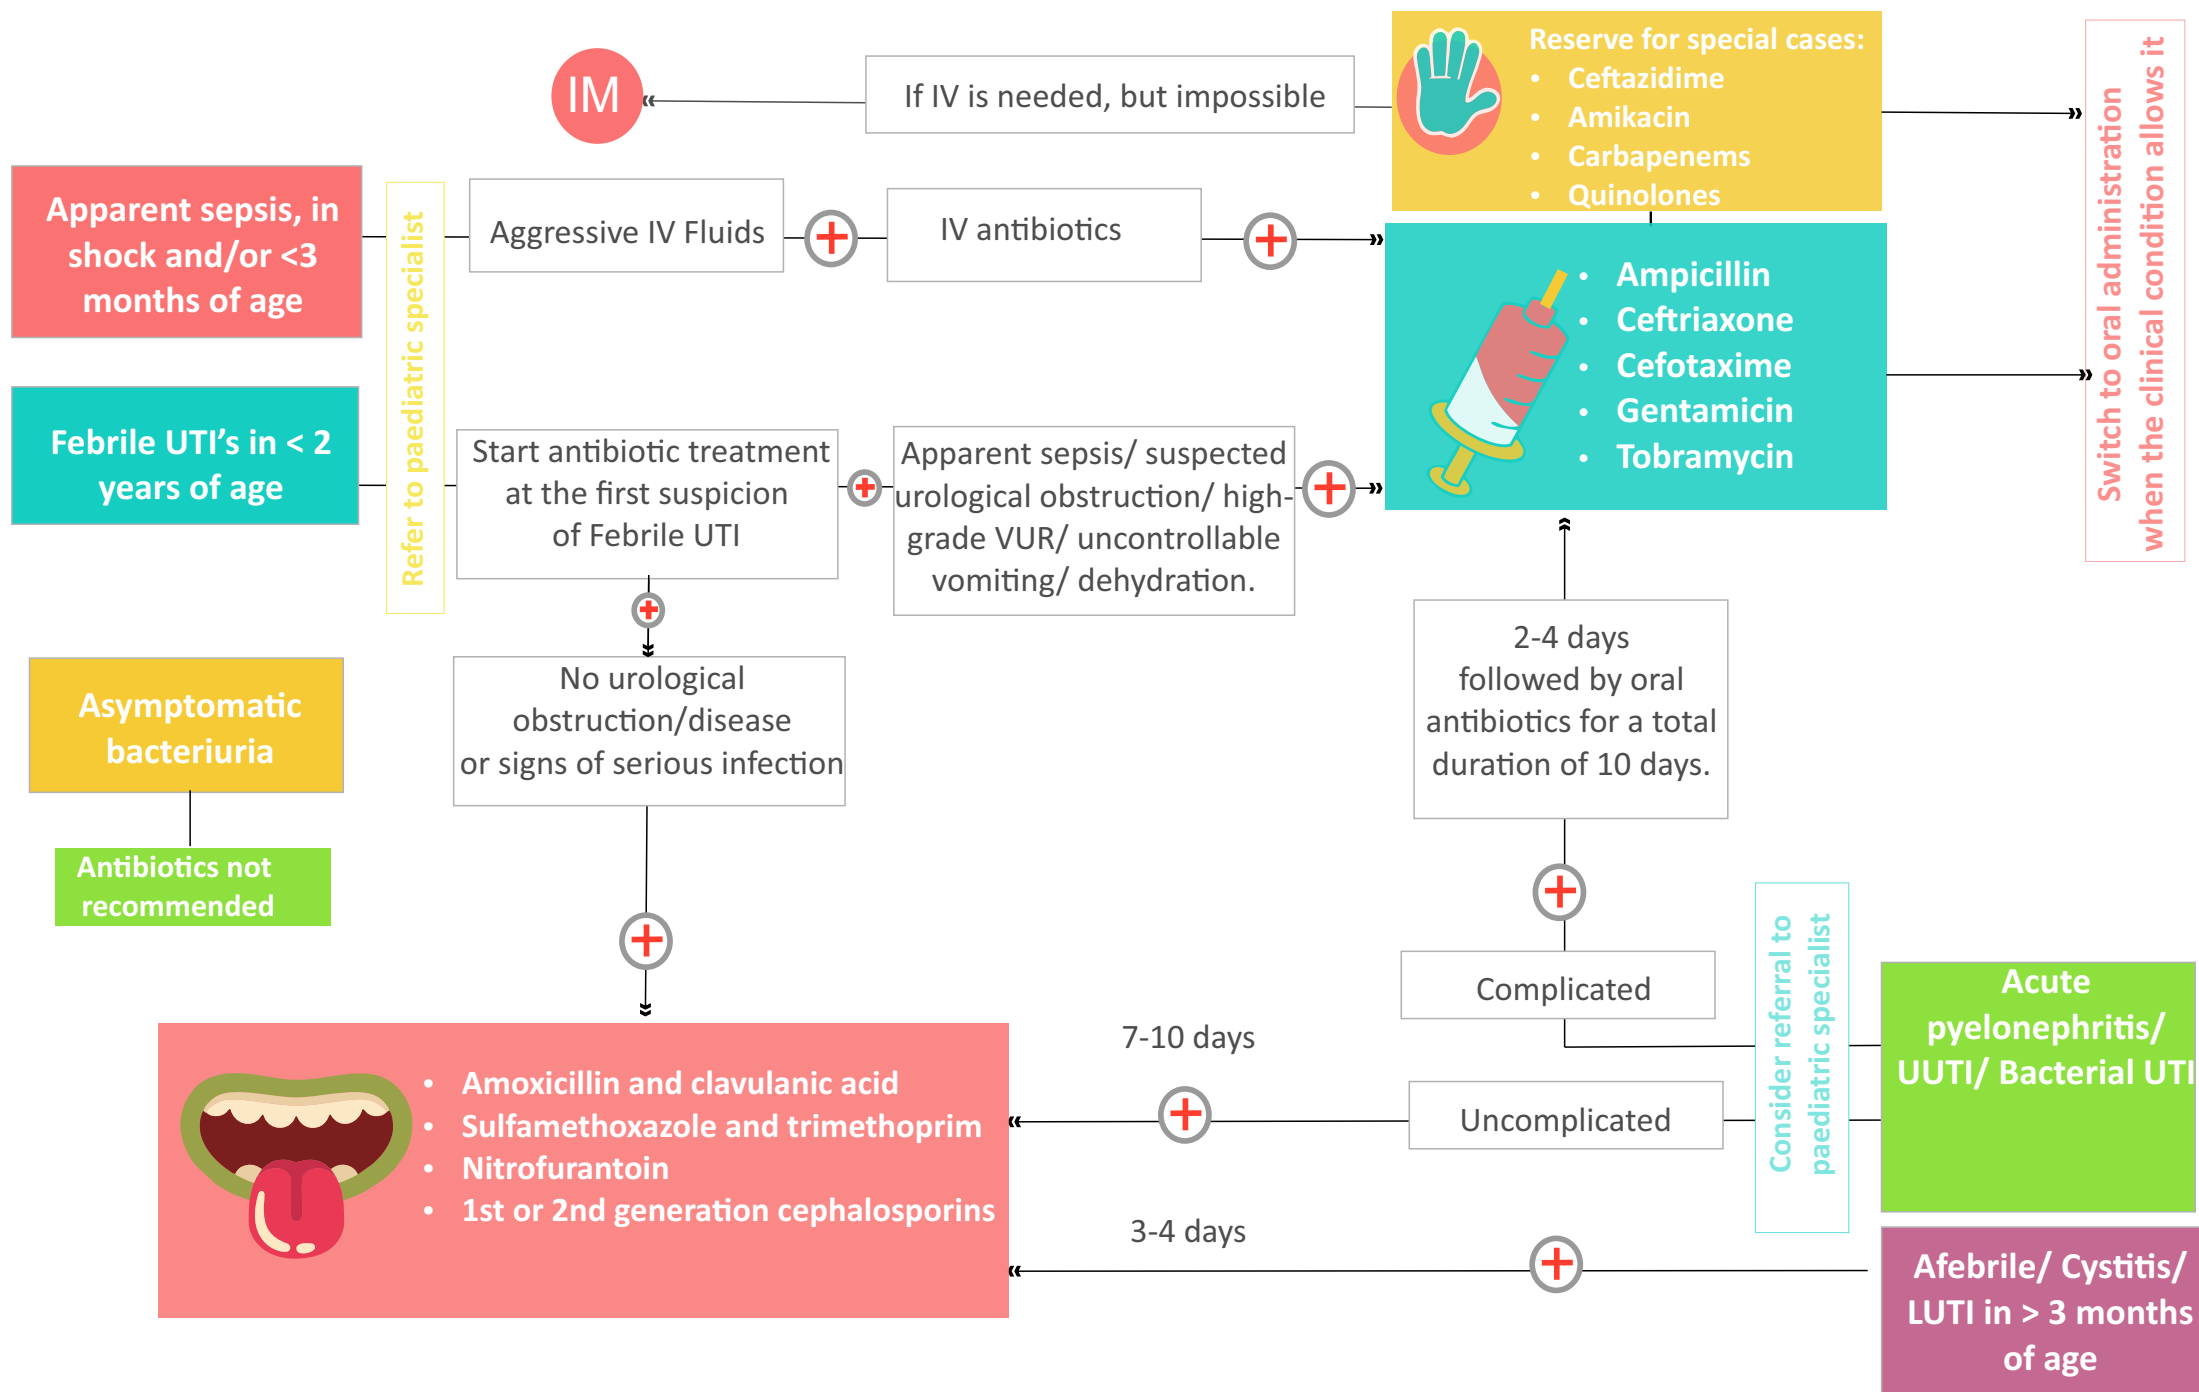 IM
If IV is needed, but impossible
Reserve for special cases:
• Ceftazidime
• Amikacin
• Carbapenems
• Quinolones
Switch to oral administration
when the clinical condition allows it
Apparent sepsis, in
shock and/or <3
months of age
Refer to paediatric specialist
Aggressive IV Fluids
IV antibiotics
• Ampicillin
• Ceftriaxone
• Cefotaxime
• Gentamicin
• Tobramycin
Febrile UTI’s in < 2
years of age
Start antibiotic treatment
at the first suspicion
of Febrile UTI
Apparent sepsis/ suspected
urological obstruction/ high-
grade VUR/ uncontrollable
vomiting/ dehydration.
No urological
obstruction/disease
or signs of serious infection
2-4 days
followed by oral
antibiotics for a total
duration of 10 days.
Asymptomatic
bacteriuria
Antibiotics not
recommended
Complicated
Consider referral to
paediatric specialist
Acute
pyelonephritis/
UUTI/ Bacterial UTI
7-10 days
Uncomplicated
• Amoxicillin and clavulanic acid
• Sulfamethoxazole and trimethoprim
• Nitrofurantoin
• 1st or 2nd generation cephalosporins
3-4 days
Afebrile/ Cystitis/
LUTI in > 3 months
of age